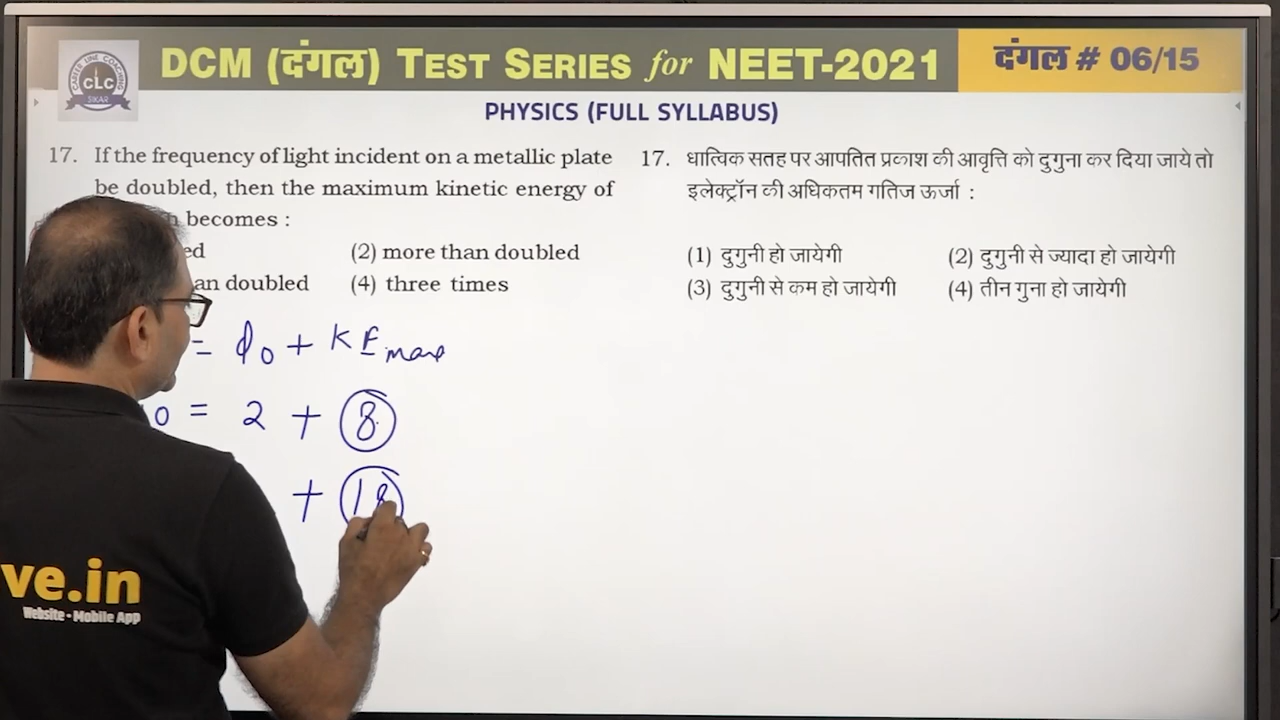 CAREER LINE COACHING
CLC
SIKAR
DCM (दंगल) TEST SERIES for NEET-2021
दंगल # 06/15
PHYSICS (FULL SYLLABUS)
17. If the frequency of light incident on a metallic plate
be doubled, then the maximum kinetic energy of
becomes :
(2) more than doubled
an doubled (4) three times
17. धात्विक सतह पर आपतित प्रकाश की आवृत्ति को दुगुना कर दिया जाये तो
इलेक्ट्रॉन की अधिकतम गतिज ऊर्जा :
(1) दुगुनी हो जायेगी (2) दुगुनी से ज्यादा हो जायेगी
(3) दुगुनी से कम हो जायेगी (4) तीन गुना हो जायेगी
= ϕ0 + KEmax
0 = 2 + 8
+ 18
ve.in
Website • Mobile App